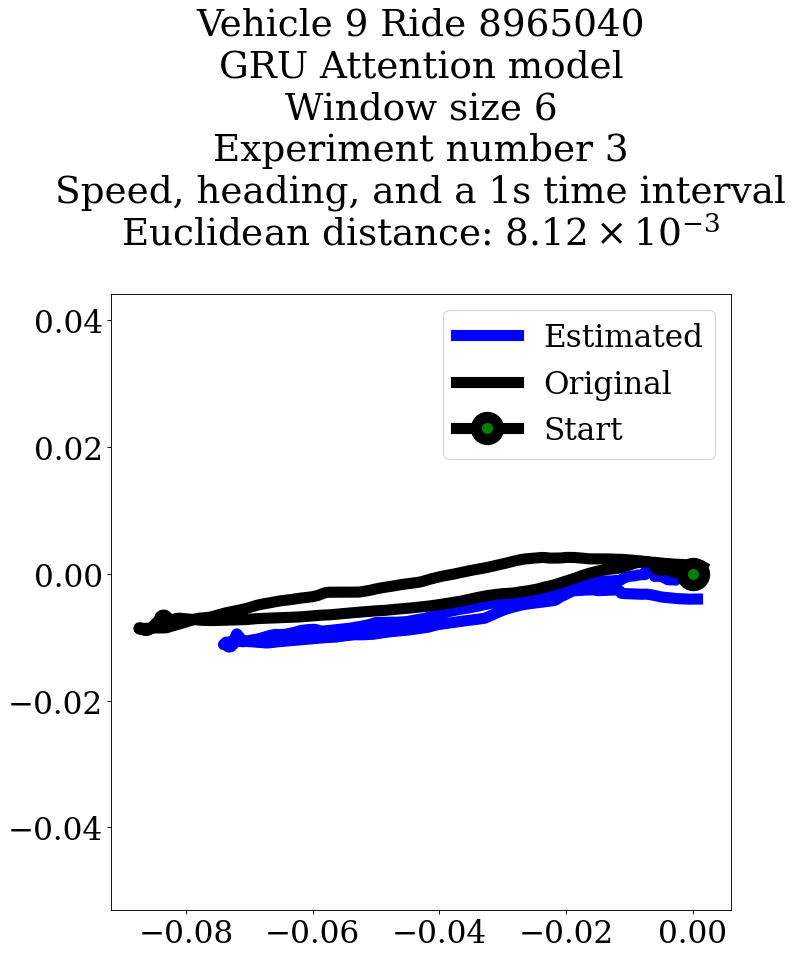 Vehicle 9 Ride 8965040
GRU Attention model
Window size 6
Experiment number 3
Speed, heading, and a 1s time interval
Euclidean distance: 8.12 × 10⁻³
Estimated
Original
Start
0.04
0.02
0.00
−0.02
−0.04
−0.08
−0.06
−0.04
−0.02
0.00